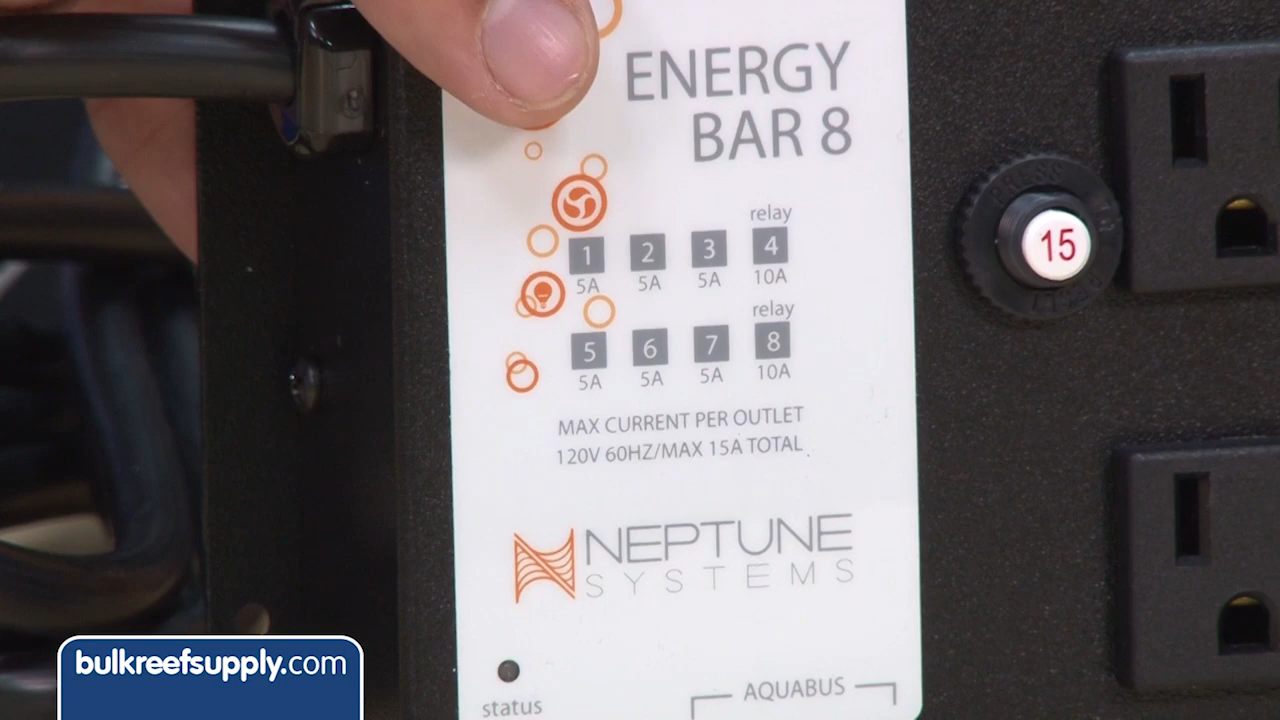 ENERGY
BAR 8
relay
1 2 3 4
5A 5A 5A 10A
relay
5 6 7 8
5A 5A 5A 10A
MAX CURRENT PER OUTLET
120V 60HZ/MAX 15A TOTAL
NEPTUNE
SYSTEMS
status
AQUABUS
15
bulkreefsupply.com